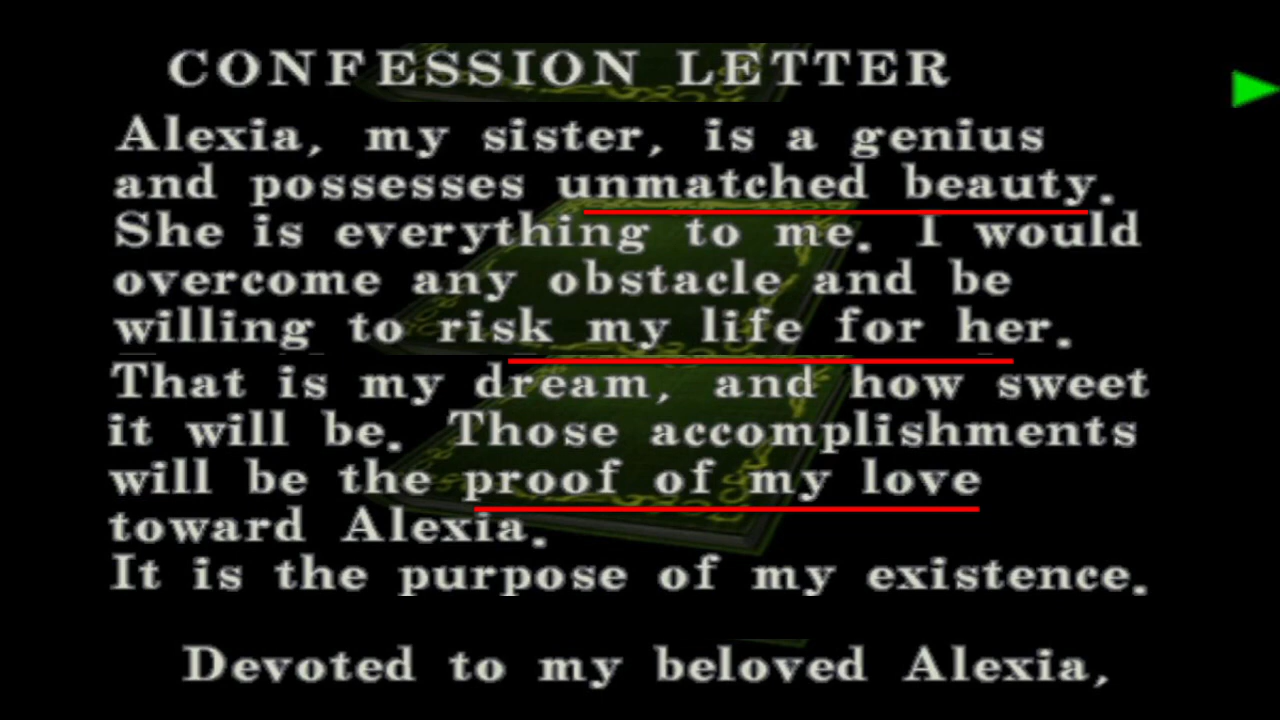 CONFESSION LETTER
Alexia, my sister, is a genius
and possesses unmatched beauty.
She is everything to me. I would
overcome any obstacle and be
willing to risk my life for her.
That is my dream, and how sweet
it will be. Those accomplishments
will be the proof of my love
toward Alexia.
It is the purpose of my existence.
Devoted to my beloved Alexia,